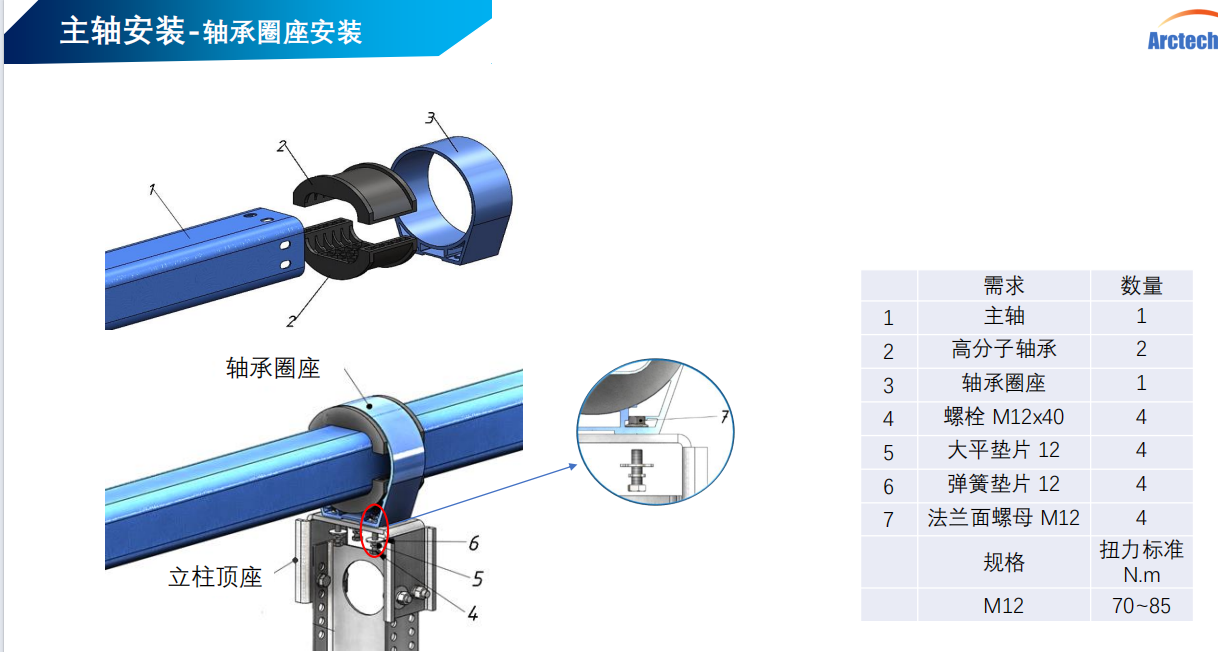 主轴安装-轴承圈座安装
Arctech
3
2
1
2
轴承圈座
7
立柱顶座
6
5
4
需求 数量
1 主轴 1
2 高分子轴承 2
3 轴承圈座 1
4 螺栓 M12x40 4
5 大平垫片 12 4
6 弹簧垫片 12 4
7 法兰面螺母 M12 4
规格 扭力标准
N.m
M12 70~85